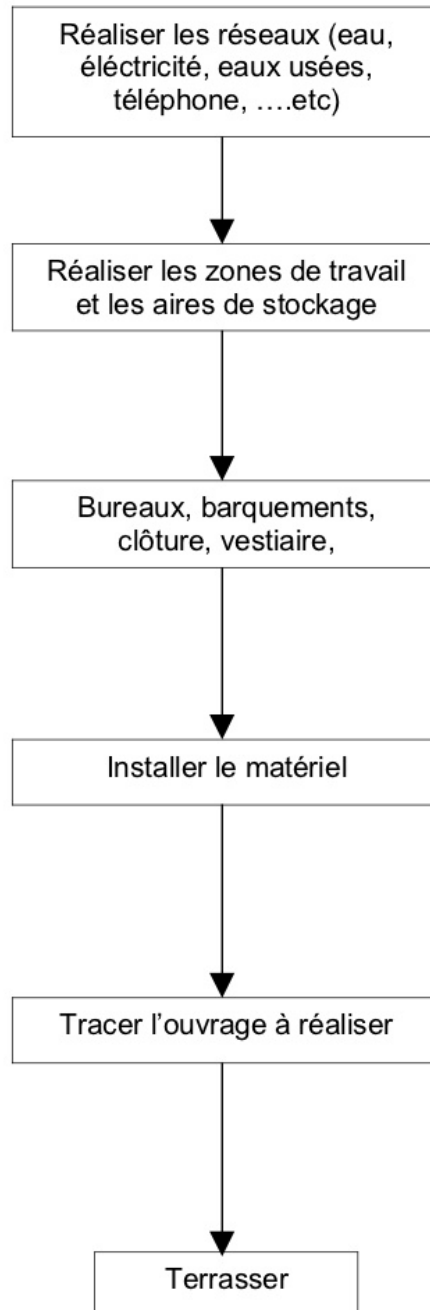 Réaliser les réseaux (eau,
éléctricité, eaux usées,
téléphone, ….etc)
Réaliser les zones de travail
et les aires de stockage
Bureaux, barquements,
clôture, vestiaire,
Installer le matériel
Tracer l’ouvrage à réaliser
Terrasser